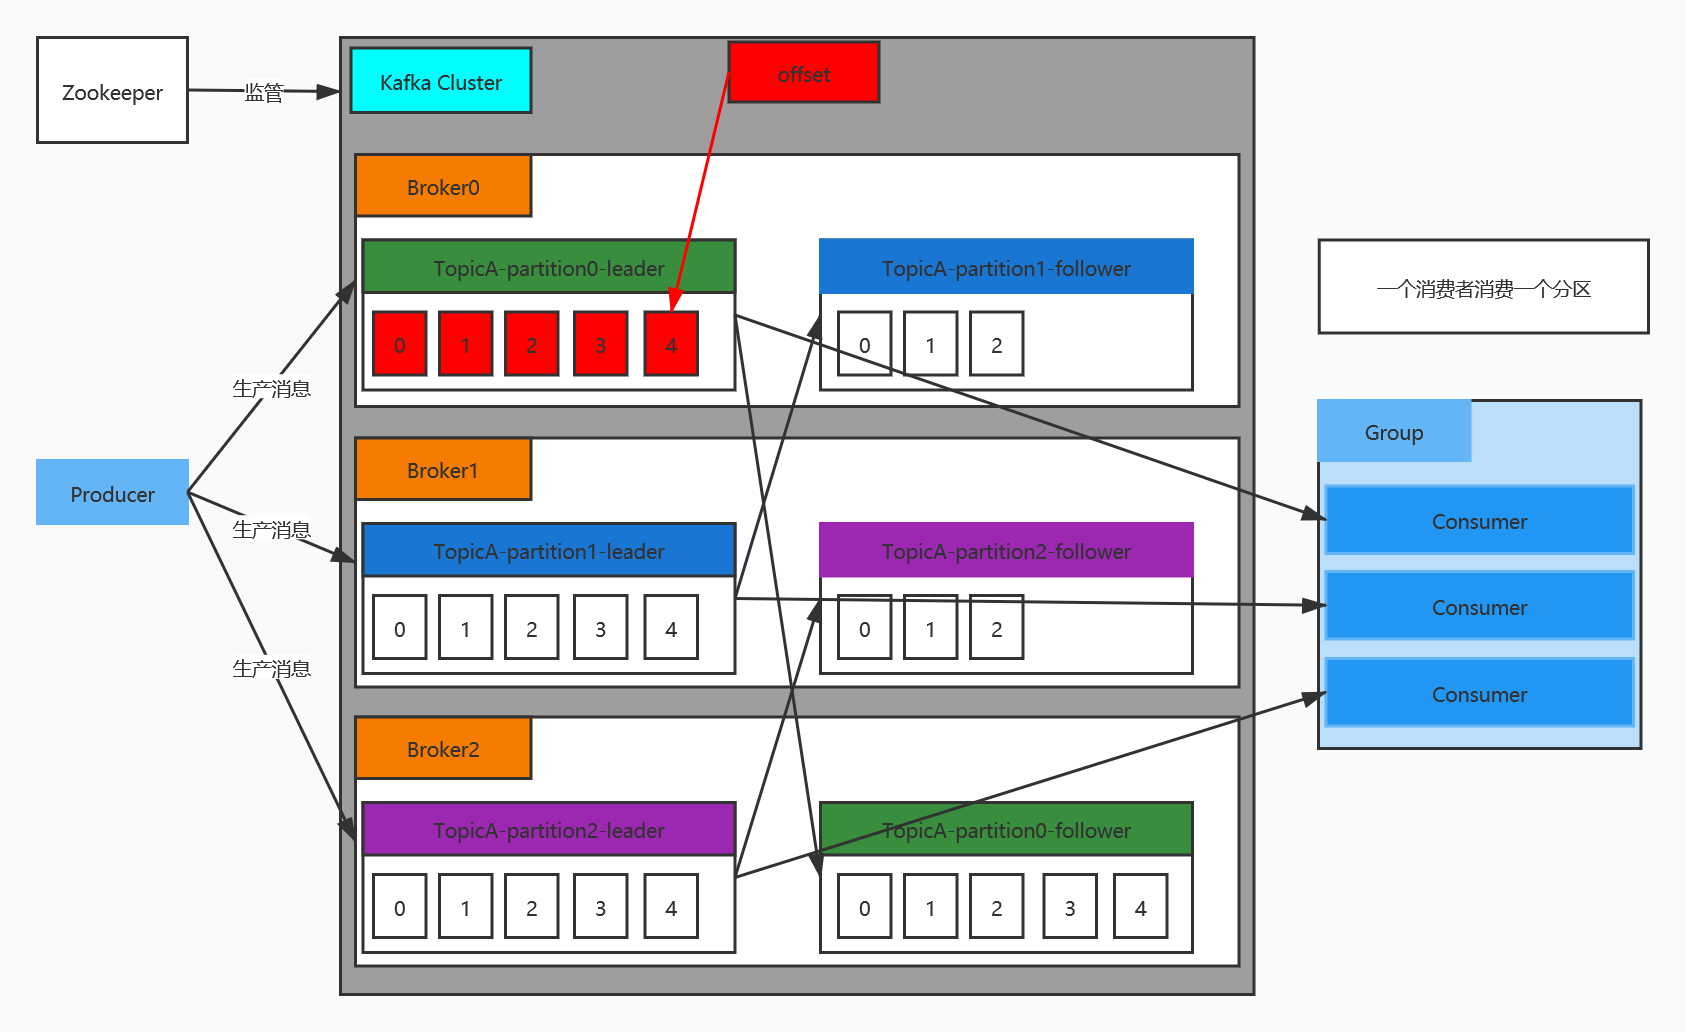 Zookeeper
监管
Kafka Cluster
offset
Broker0
TopicA-partition0-leader
0 1 2 3 4
TopicA-partition1-follower
0 1 2
生产消息
Producer
生产消息
生产消息
Broker1
TopicA-partition1-leader
0 1 2 3 4
TopicA-partition2-follower
0 1 2
Broker2
TopicA-partition2-leader
0 1 2 3 4
TopicA-partition0-follower
0 1 2 3 4
一个消费者消费一个分区
Group
Consumer
Consumer
Consumer